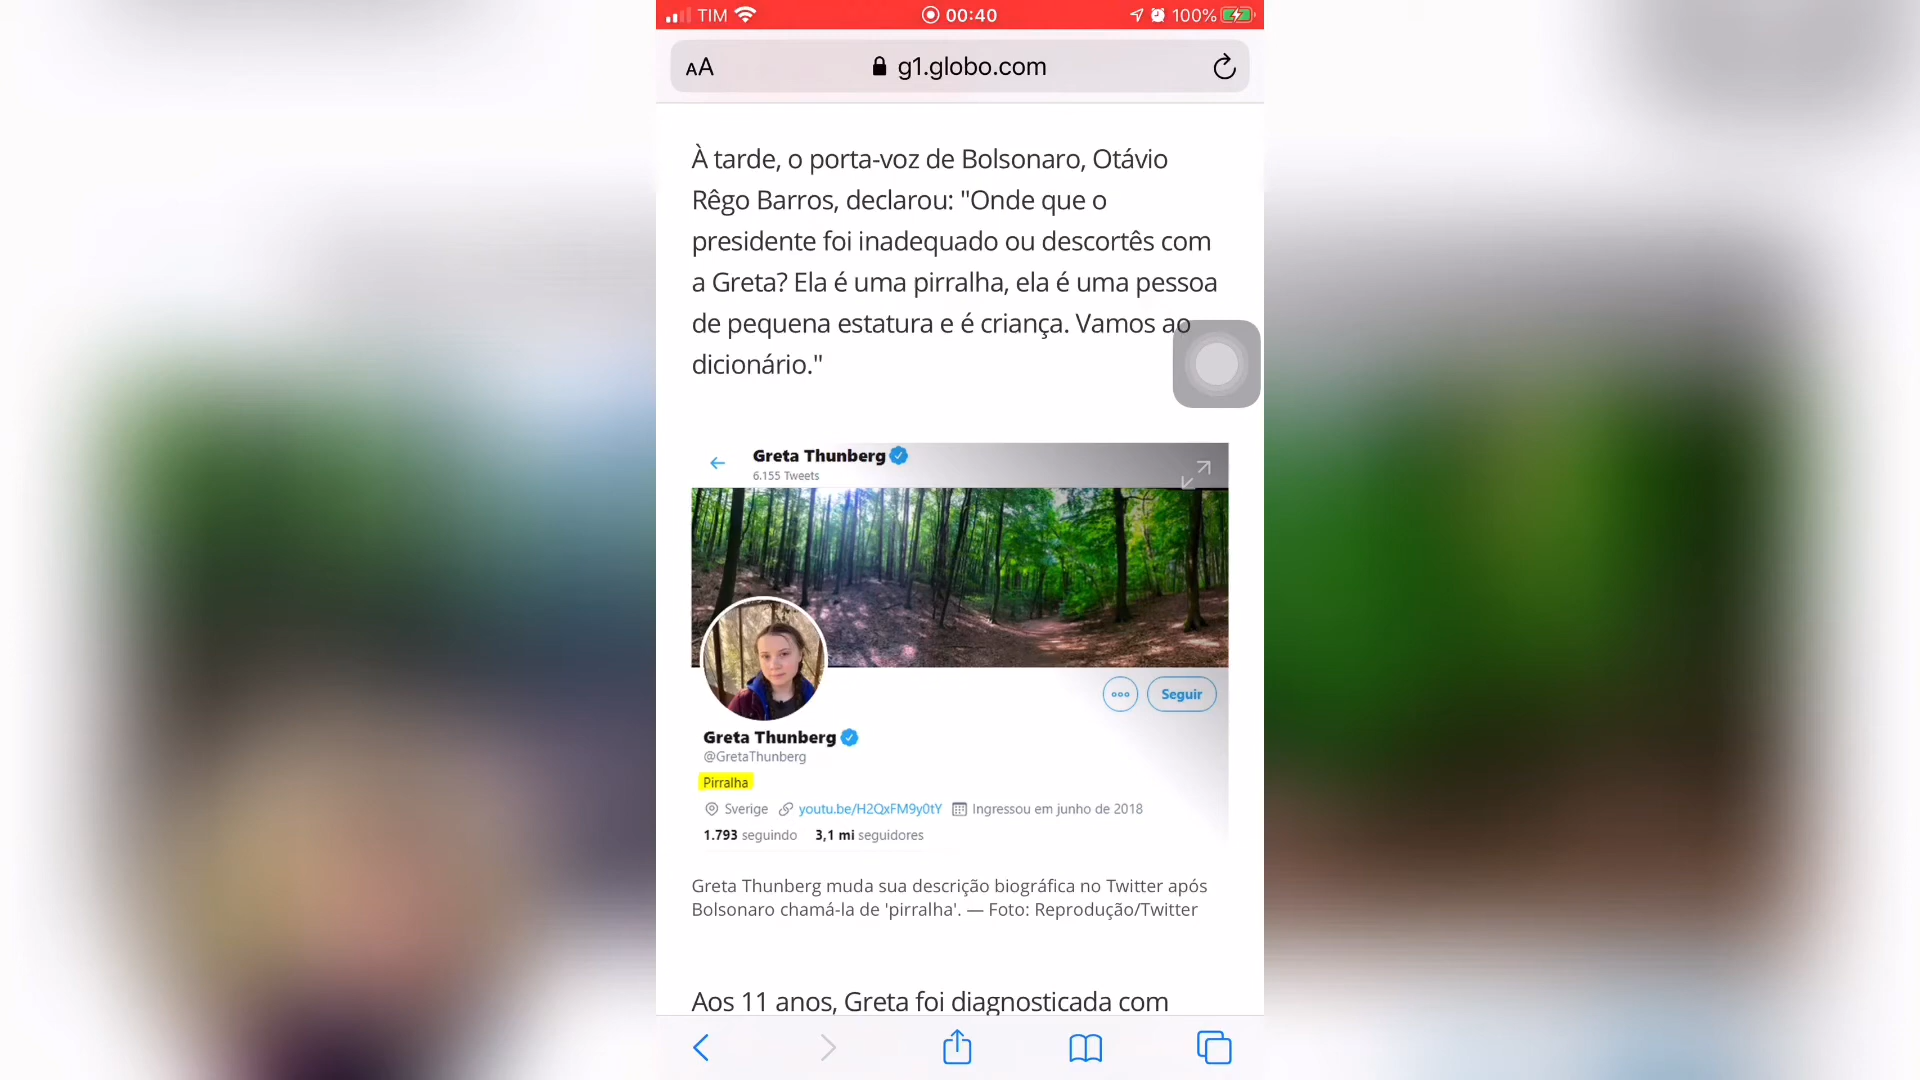 TIM 00:40 100%
AA g1.globo.com
À tarde, o porta-voz de Bolsonaro, Otávio
Rêgo Barros, declarou: "Onde que o
presidente foi inadequado ou descortês com
a Greta? Ela é uma pirralha, ela é uma pessoa
de pequena estatura e é criança. Vamos ao
dicionário."
Greta Thunberg
6.155 Tweets
Seguir
Greta Thunberg
@GretaThunberg
Pirralha
Sverige youtu.be/H2QxFM9y0tY Ingressou em junho de 2018
1.793 seguindo 3,1 mi seguidores
Greta Thunberg muda sua descrição biográfica no Twitter após
Bolsonaro chamá-la de 'pirralha'. — Foto: Reprodução/Twitter
Aos 11 anos, Greta foi diagnosticada com